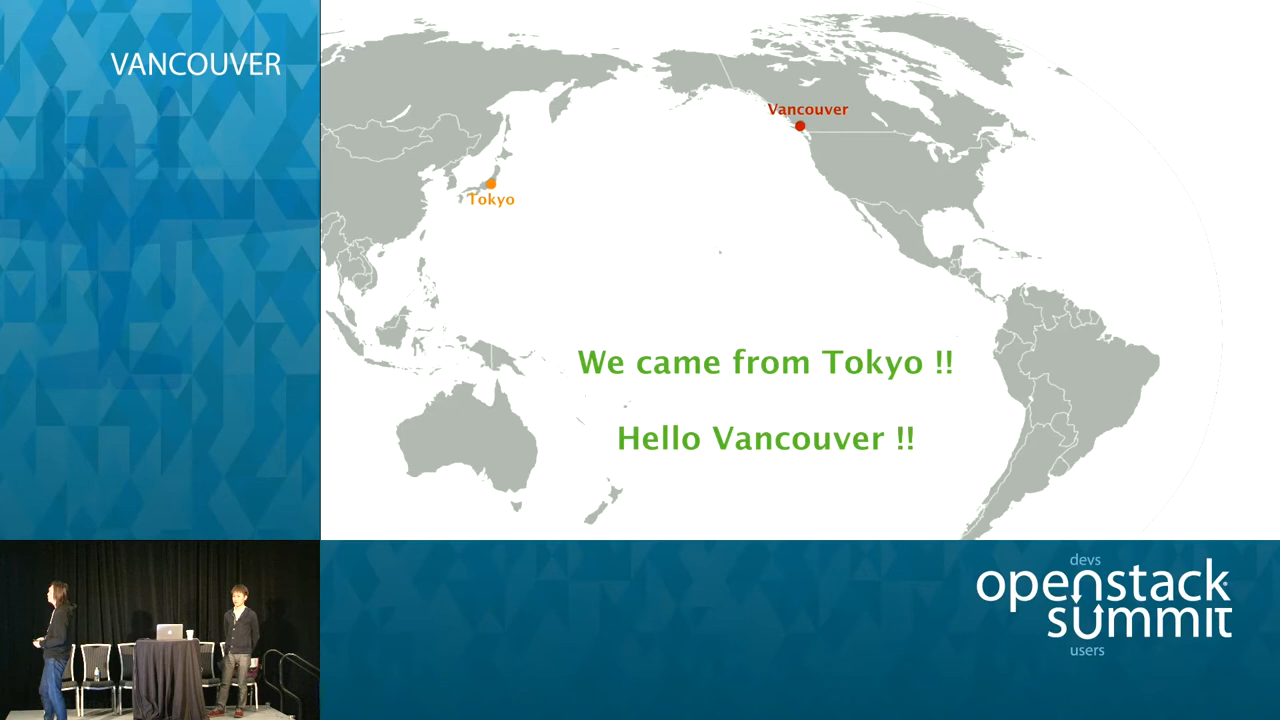 VANCOUVER
Vancouver
Tokyo
We came from Tokyo !!
Hello Vancouver !!
devs
openstack
summit
users